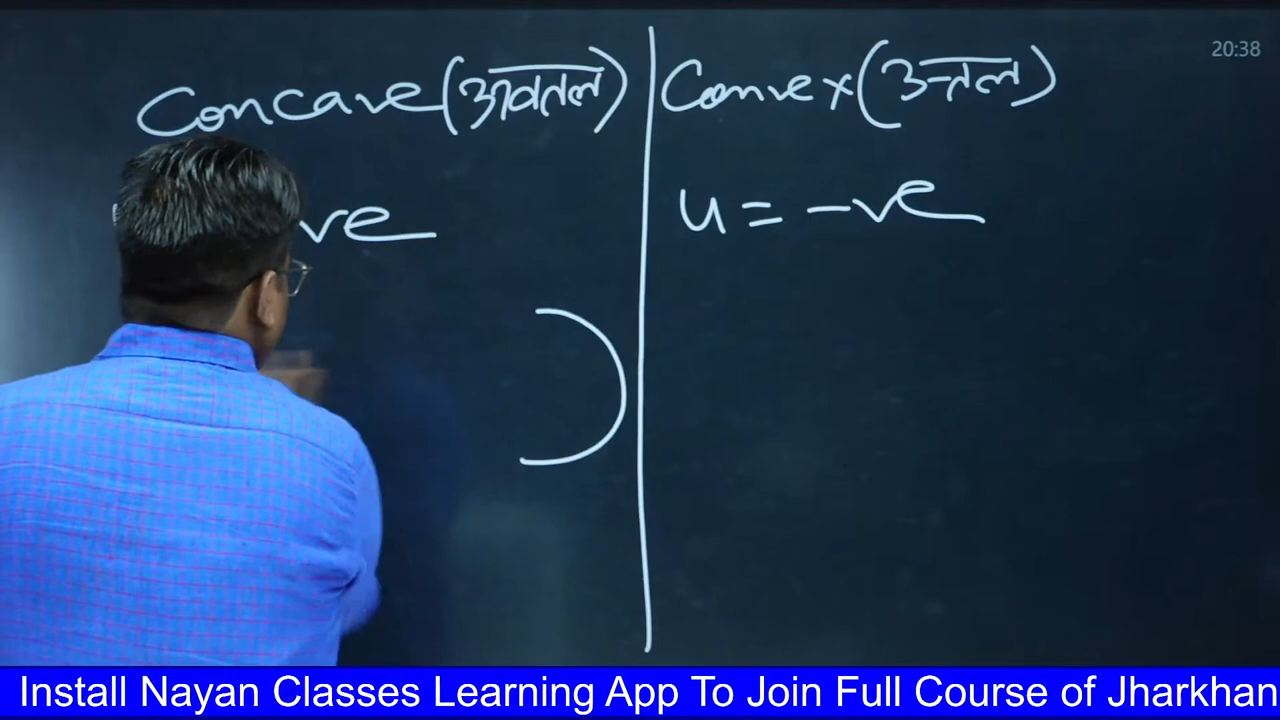 20:38
Concave (अवतल)
Convex (उन्तल)
ve
u = -ve
Install Nayan Classes Learning App To Join Full Course of Jharkhan